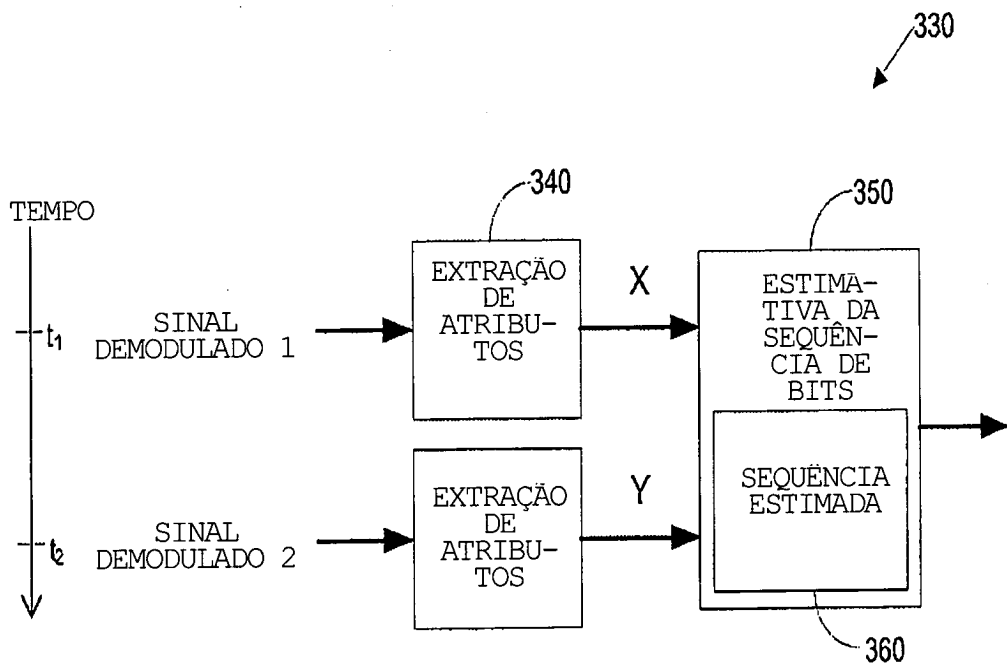 330
340
350
TEMPO
EXTRAÇÃO
DE
ATRIBU-
TOS
X
ESTIMA-
TIVA DA
SEQUÊN-
CIA DE
BITS
t1
SINAL
DEMODULADO 1
EXTRAÇÃO
DE
ATRIBU-
TOS
Y
SEQUÊNCIA
ESTIMADA
t2
SINAL
DEMODULADO 2
360